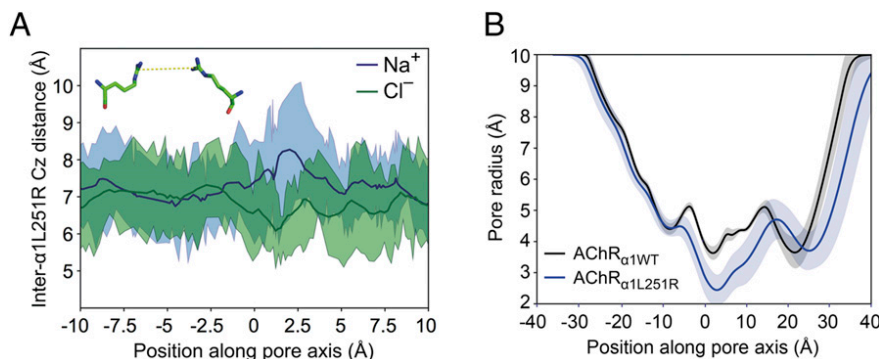 A
Inter-α1L251R Cz distance (Å)
10
9
8
7
6
5
Na+
Cl−
-10 -7.5 -5 -2.5 0 2.5 5 7.5 10
Position along pore axis (Å)
B
Pore radius (Å)
10
9
8
7
6
5
4
3
2
AChRα1WT
AChRα1L251R
-40 -30 -20 -10 0 10 20 30 40
Position along pore axis (Å)